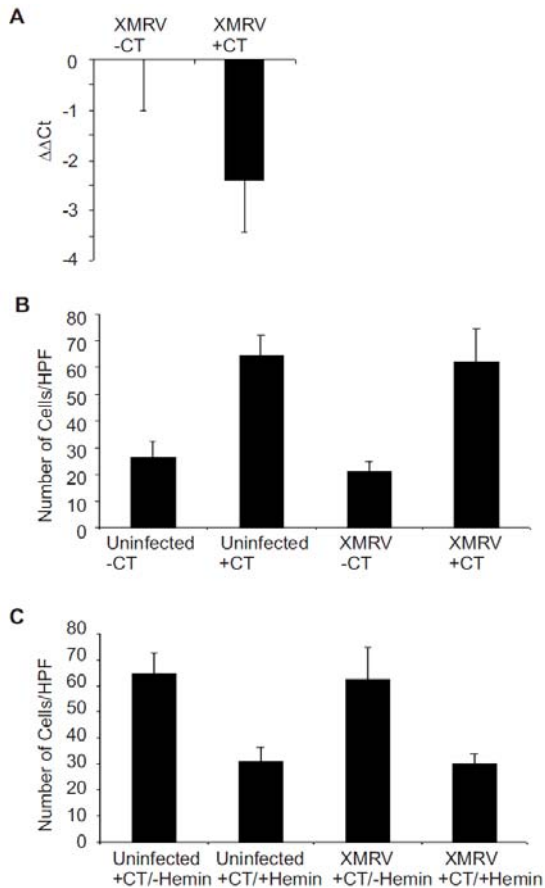 A
XMRV XMRV
-CT +CT
0
-1
-2
-3
-4
ΔΔCt
B
80
70
60
50
40
30
20
10
0
Number of Cells/HPF
Uninfected Uninfected XMRV XMRV
-CT +CT -CT +CT
C
80
70
60
50
40
30
20
10
0
Number of Cells/HPF
Uninfected Uninfected XMRV XMRV
+CT/-Hemin +CT/+Hemin +CT/-Hemin +CT/+Hemin